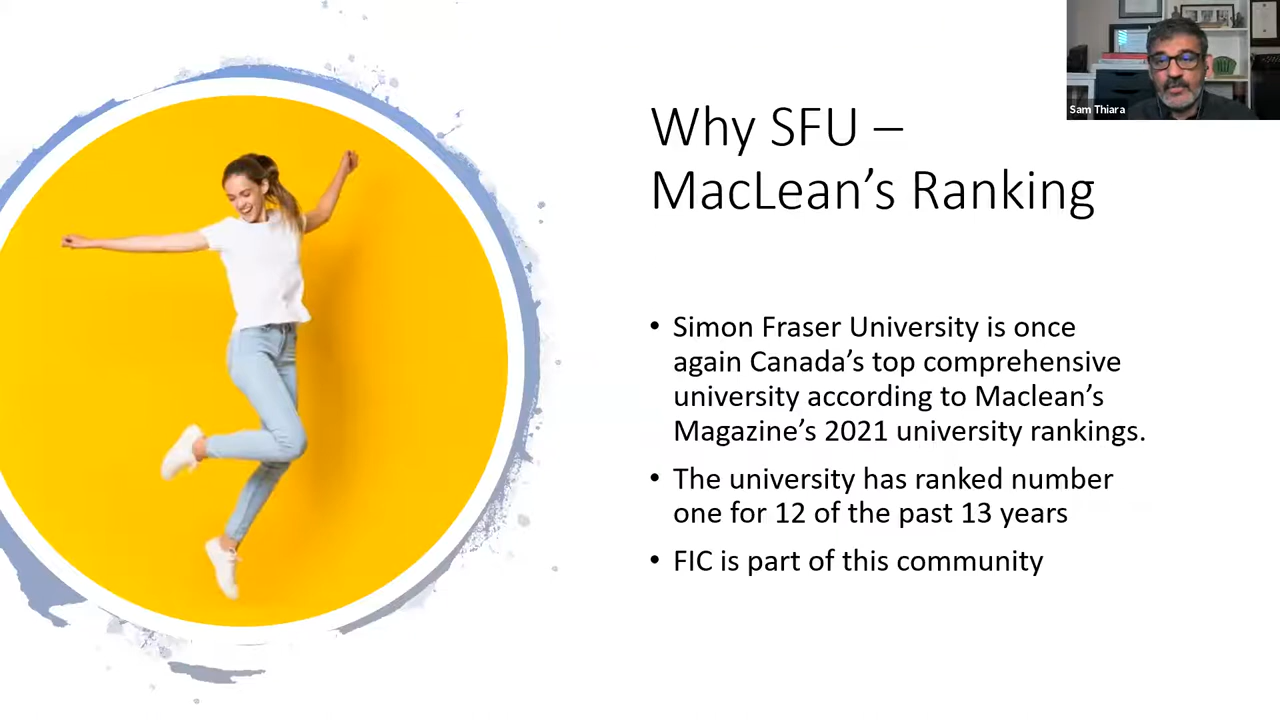 Sam Thiara
Why SFU –
MacLean’s Ranking
• Simon Fraser University is once
again Canada’s top comprehensive
university according to Maclean’s
Magazine’s 2021 university rankings.
• The university has ranked number
one for 12 of the past 13 years
• FIC is part of this community